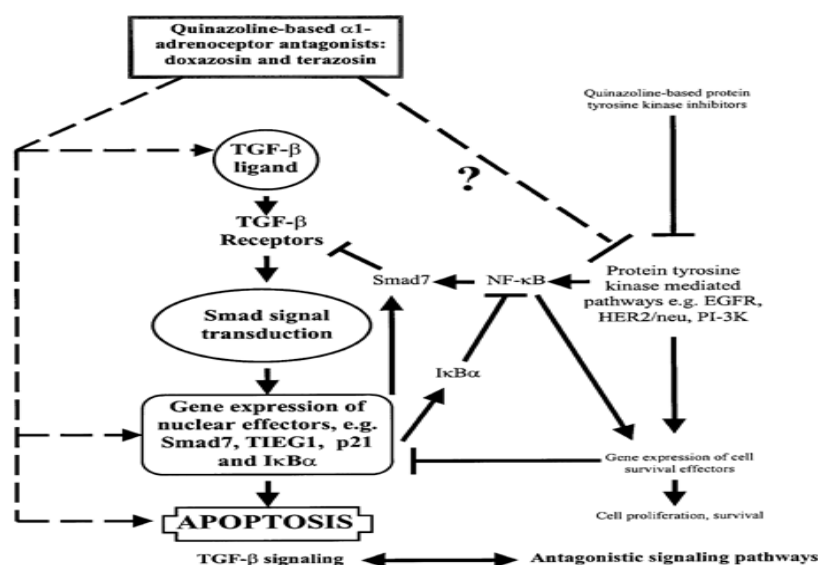 Quinazoline-based α1-
adrenoceptor antagonists:
doxazosin and terazosin
Quinazoline-based protein
tyrosine kinase inhibitors
TGF-β
ligand
?
TGF-β
Receptors
Smad7
NF-κB
Protein tyrosine
kinase mediated
pathways e.g. EGFR,
HER2/neu, PI-3K
Smad signal
transduction
IκBα
Gene expression of
nuclear effectors, e.g.
Smad7, TIEG1, p21
and IκBα
Gene expression of cell
survival effectors
APOPTOSIS
Cell proliferation, survival
TGF-β signaling
Antagonistic signaling pathways